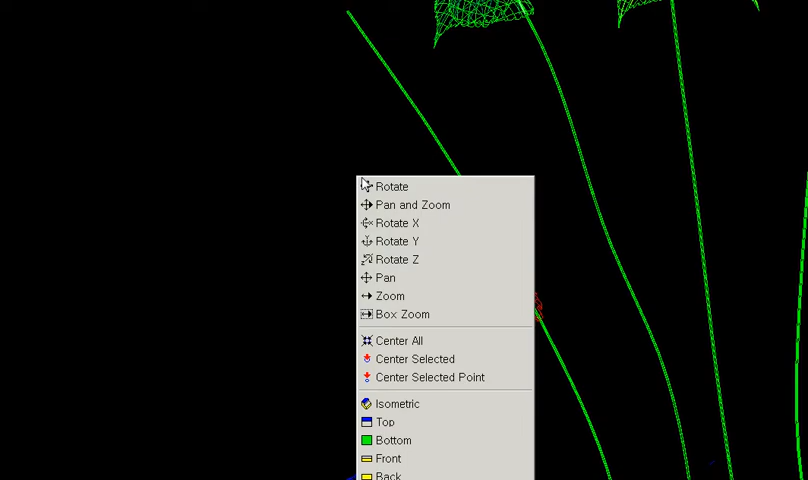 Rotate
Pan and Zoom
Rotate X
Rotate Y
Rotate Z
Pan
Zoom
Box Zoom
Center All
Center Selected
Center Selected Point
Isometric
Top
Bottom
Front
Back